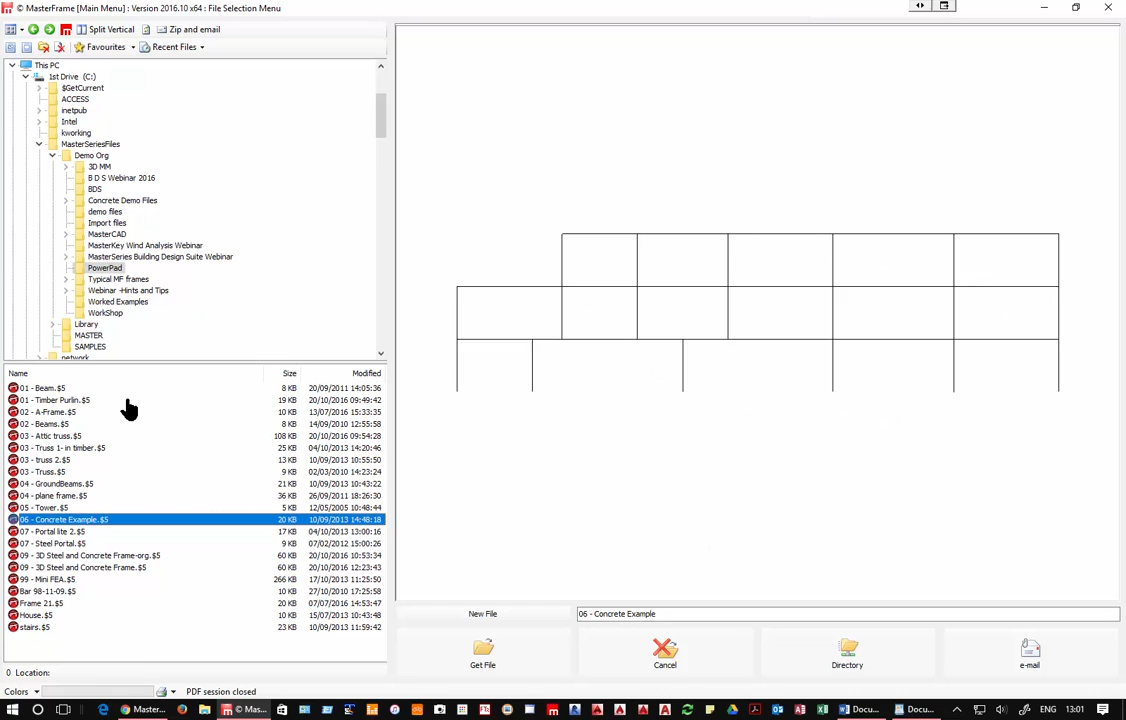 © MasterFrame [Main Menu] : Version 2016.10 x64 : File Selection Menu
Split Vertical
Zip and email
Favourites
Recent Files
This PC
1st Drive (C:)
$GetCurrent
ACCESS
inetpub
Intel
kworking
MasterSeriesFiles
Demo Org
3D MM
B D S Webinar 2016
BDS
Concrete Demo Files
demo files
Import files
MasterCAD
MasterKey Wind Analysis Webinar
MasterSeries Building Design Suite Webinar
PowerPad
Typical MF frames
Webinar -Hints and Tips
Worked Examples
WorkShop
Library
MASTER
SAMPLES
network
Name Size Modified
01 - Beam.$5 8 KB 20/09/2011 14:05:36
01 - Timber Purlin.$5 19 KB 20/10/2016 09:49:42
02 - A-Frame.$5 10 KB 13/07/2016 15:33:35
02 - Beams.$5 8 KB 14/09/2010 12:55:58
03 - Attic truss.$5 108 KB 20/10/2016 09:54:28
03 - Truss 1- in timber.$5 25 KB 04/10/2013 14:20:46
03 - truss 2.$5 13 KB 10/09/2013 10:55:50
03 - Truss.$5 9 KB 02/03/2010 14:23:24
04 - GroundBeams.$5 21 KB 10/09/2013 10:43:22
04 - plane frame.$5 36 KB 26/09/2011 18:26:30
05 - Tower.$5 5 KB 12/05/2005 10:48:44
06 - Concrete Example.$5 20 KB 10/09/2013 14:48:18
07 - Portal lite 2.$5 17 KB 04/10/2013 13:00:16
07 - Steel Portal.$5 9 KB 07/02/2012 15:00:26
09 - 3D Steel and Concrete Frame-org.$5 60 KB 20/10/2016 10:53:34
09 - 3D Steel and Concrete Frame.$5 60 KB 20/10/2016 12:23:43
99 - Mini FEA.$5 266 KB 17/10/2013 11:25:50
Bar 98-11-09.$5 10 KB 27/10/2010 17:25:58
Frame 21.$5 20 KB 07/07/2016 14:53:47
House.$5 10 KB 15/07/2013 10:43:48
stairs.$5 23 KB 10/09/2013 11:59:42
New File
06 - Concrete Example
Get File
Cancel
Directory
e-mail
0 Location:
Colors
PDF session closed
Master...
© Mas...
Docu...
Docu...
ENG 13:01